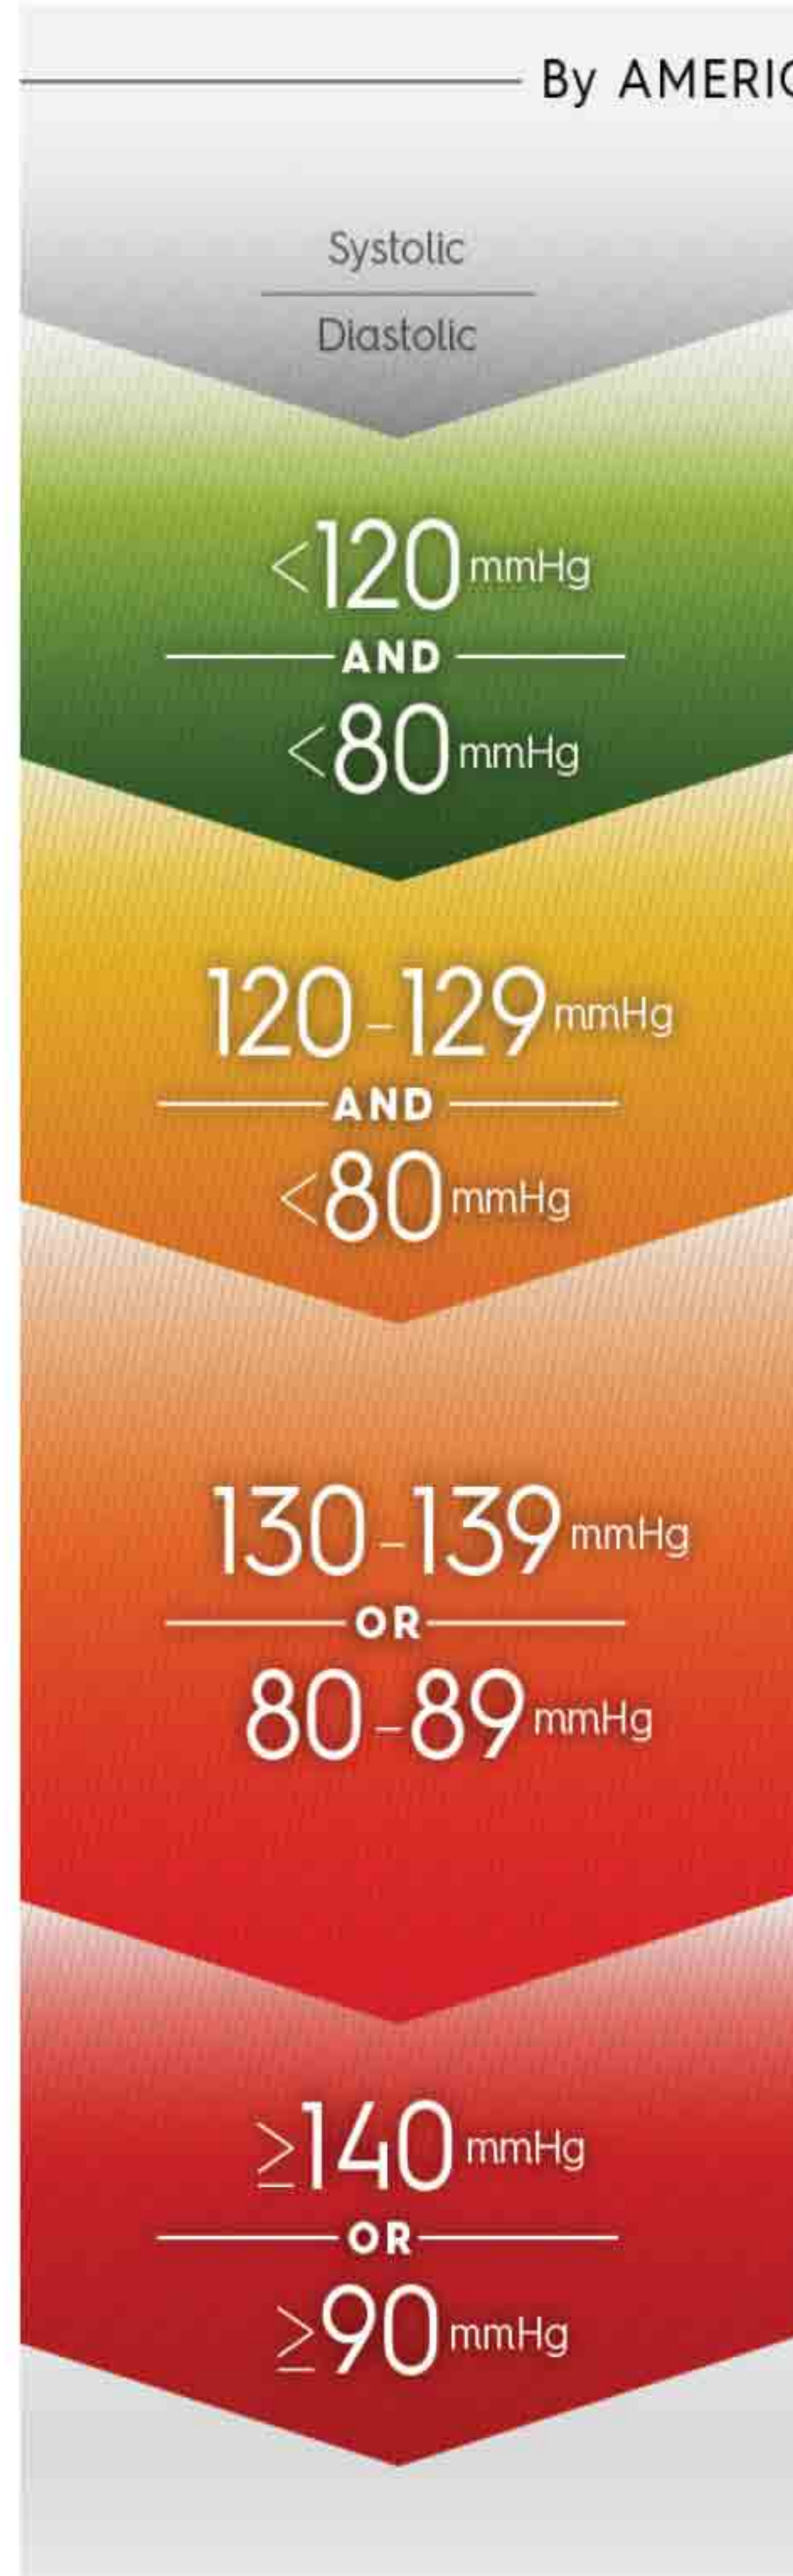 By AMERIC
Systolic
Diastolic
<120 mmHg
AND
<80 mmHg
120-129 mmHg
AND
<80 mmHg
130-139 mmHg
OR
80-89 mmHg
≥140 mmHg
OR
≥90 mmHg